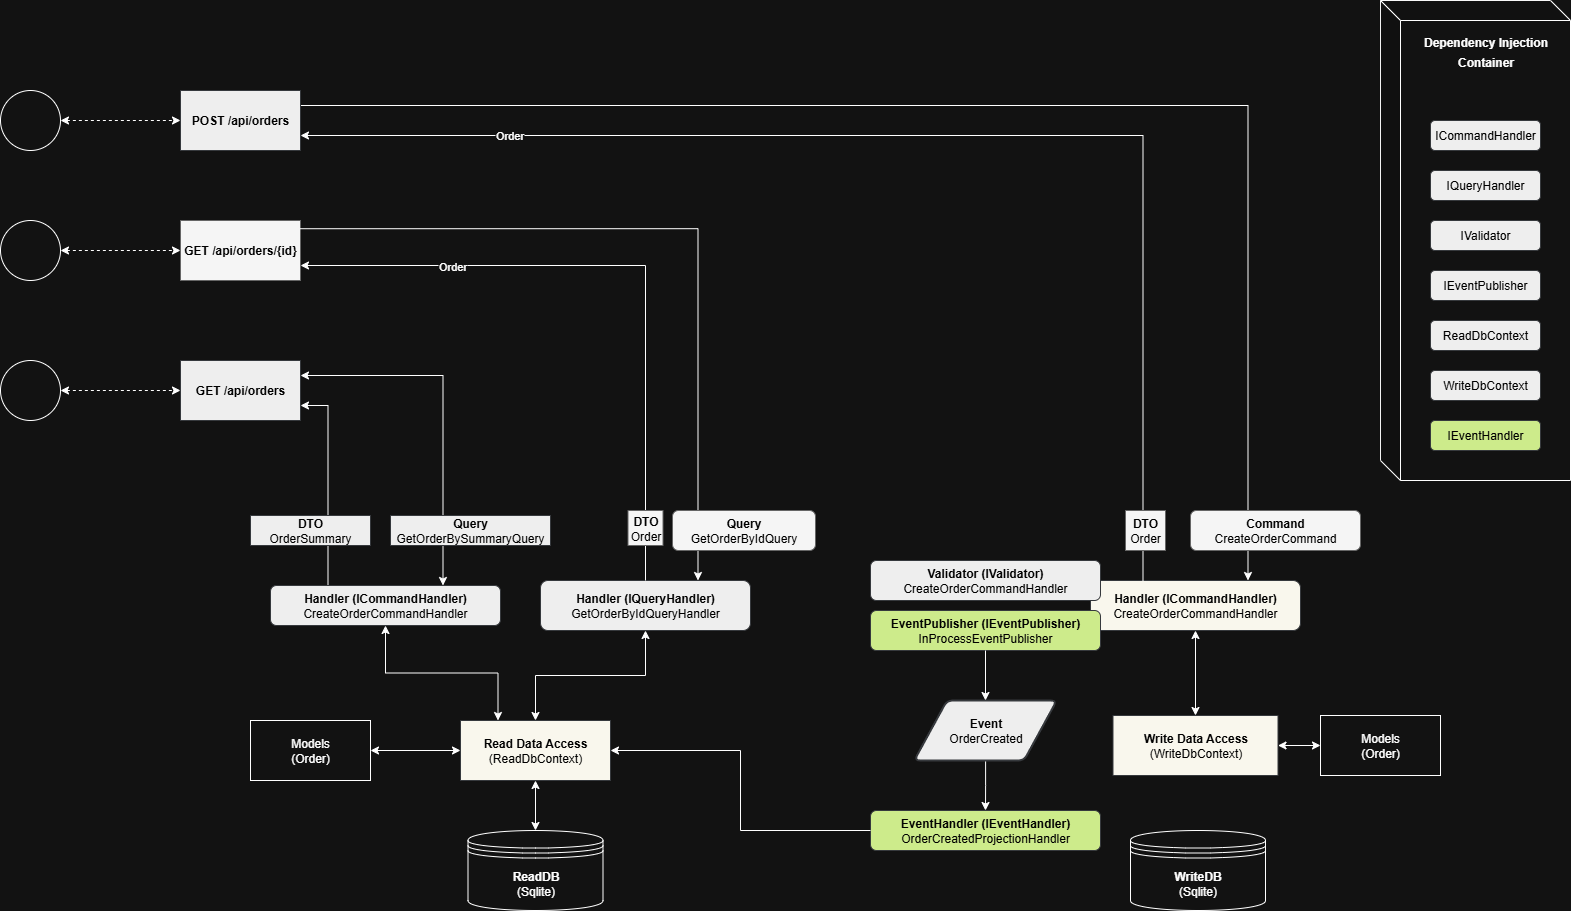 Dependency Injection
Container
ICommandHandler
IQueryHandler
IValidator
IEventPublisher
ReadDbContext
WriteDbContext
IEventHandler
POST /api/orders
Order
GET /api/orders/{id}
Order
GET /api/orders
DTO
OrderSummary
Query
GetOrderBySummaryQuery
DTO
Order
Query
GetOrderByIdQuery
DTO
Order
Command
CreateOrderCommand
Handler (ICommandHandler)
CreateOrderCommandHandler
Handler (IQueryHandler)
GetOrderByIdQueryHandler
Validator (IValidator)
CreateOrderCommandHandler
Handler (ICommandHandler)
CreateOrderCommandHandler
EventPublisher (IEventPublisher)
InProcessEventPublisher
Event
OrderCreated
Models
(Order)
Read Data Access
(ReadDbContext)
Write Data Access
(WriteDbContext)
Models
(Order)
EventHandler (IEventHandler)
OrderCreatedProjectionHandler
ReadDB
(Sqlite)
WriteDB
(Sqlite)